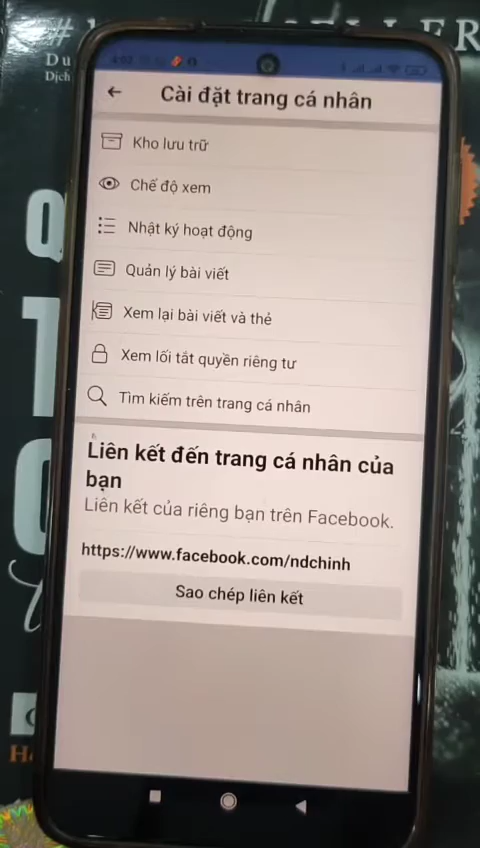 Du
Dịch
Cài đặt trang cá nhân
Kho lưu trữ
Chế độ xem
Nhật ký hoạt động
Quản lý bài viết
Xem lại bài viết và thẻ
Xem lối tắt quyền riêng tư
Tìm kiếm trên trang cá nhân
Liên kết đến trang cá nhân của
bạn
Liên kết của riêng bạn trên Facebook.
https://www.facebook.com/ndchinh
Sao chép liên kết